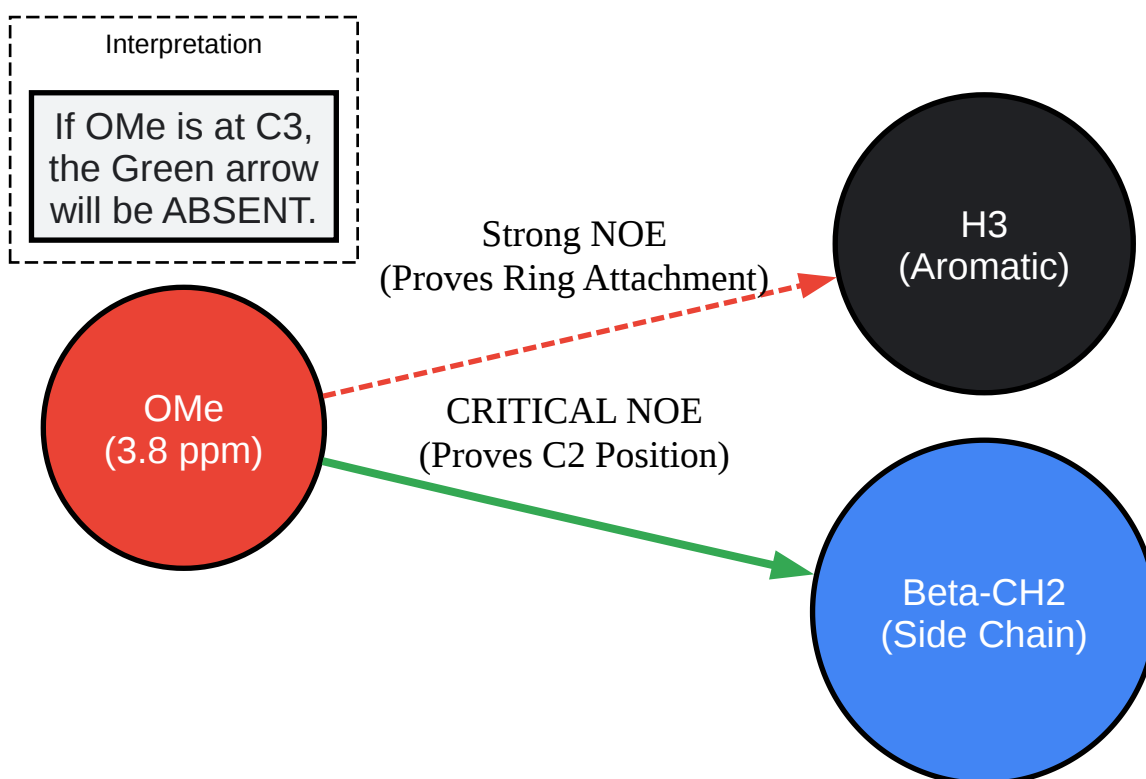 Interpretation
If OMe is at C3,
the Green arrow
will be ABSENT.
Strong NOE
(Proves Ring Attachment)
H3
(Aromatic)
OMe
(3.8 ppm)
CRITICAL NOE
(Proves C2 Position)
Beta-CH2
(Side Chain)